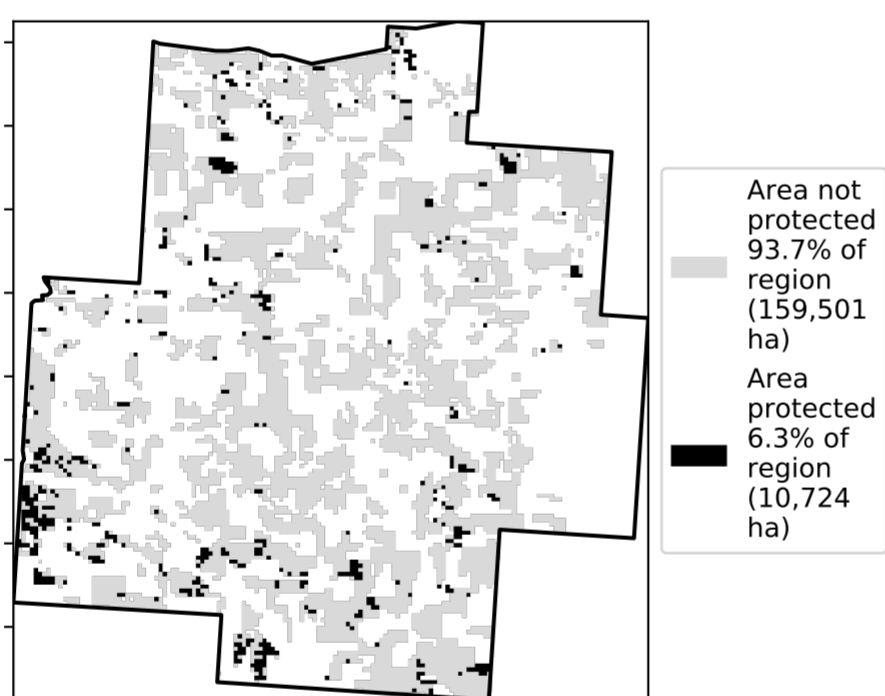 Area not
protected
93.7% of
region
(159,501
ha)
Area
protected
6.3% of
region
(10,724
ha)